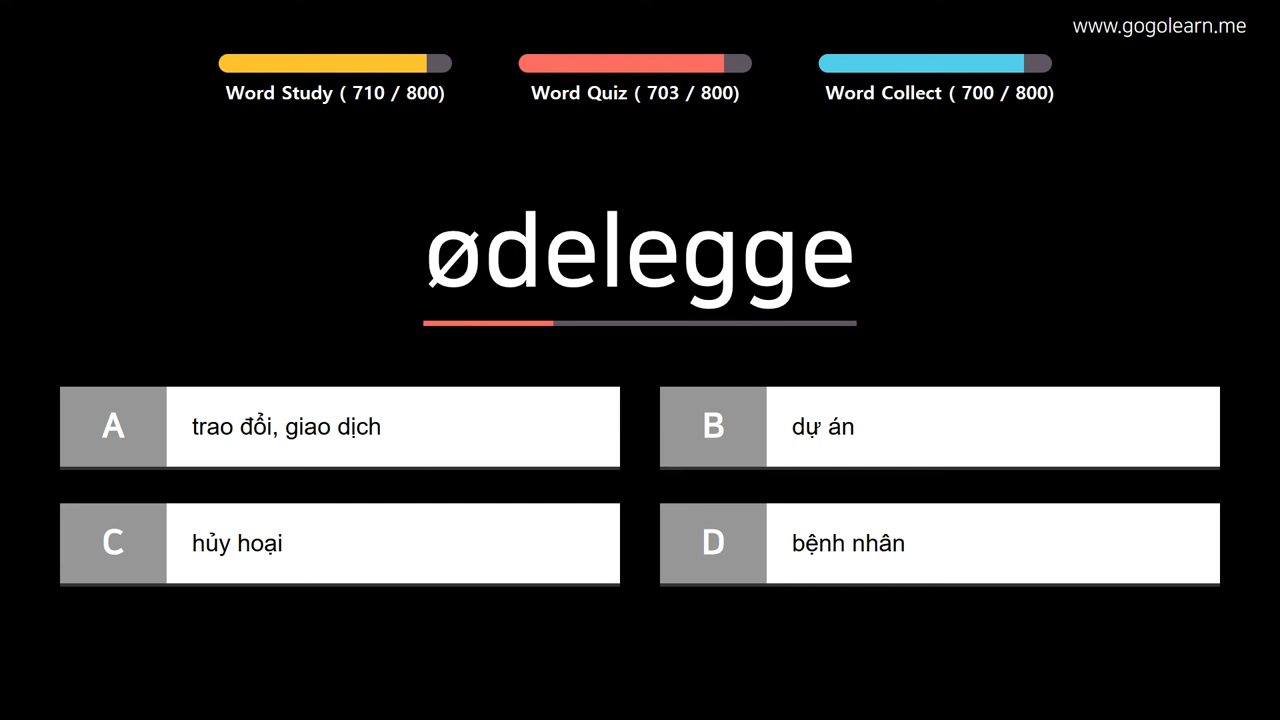 www.gogolearn.me
Word Study ( 710 / 800)
Word Quiz ( 703 / 800)
Word Collect ( 700 / 800)
ødelegge
A
trao đổi, giao dịch
B
dự án
C
hủy hoại
D
bệnh nhân